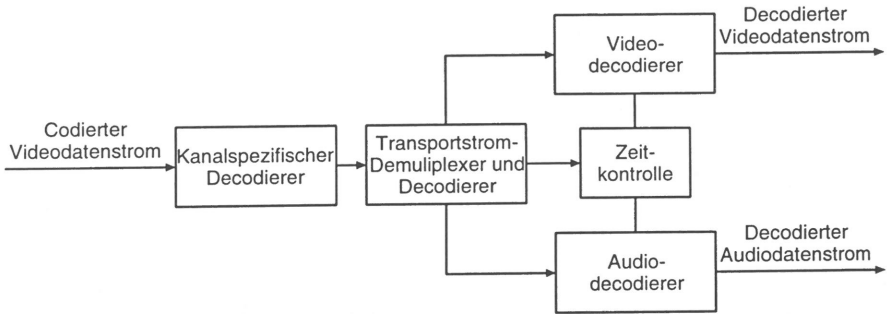 Decodierter
Videodatenstrom
Video-
decodierer
Codierter
Videodatenstrom
Kanalspezifischer
Decodierer
Transportstrom-
Demuliplexer und
Decodierer
Zeit-
kontrolle
Decodierter
Audiodatenstrom
Audio-
decodierer